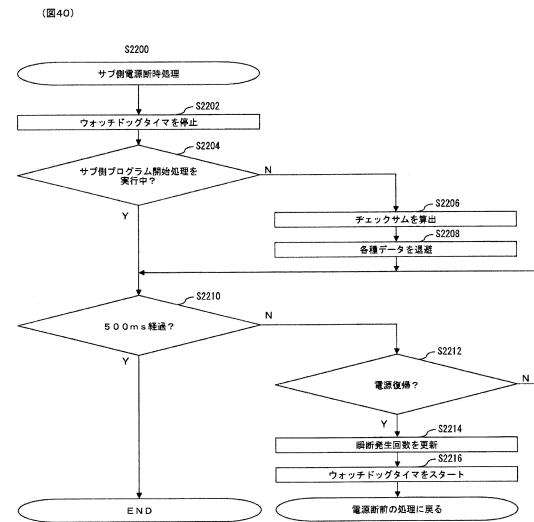 (図40)
S2200
サブ側電源断時処理
S2202
ウォッチドッグタイマを停止
S2204
サブ側プログラム開始処理を
実行中?
N
Y
S2206
チェックサムを算出
S2208
各種データを退避
S2210
500ms経過?
N
Y
S2212
電源復帰?
N
Y
S2214
瞬断発生回数を更新
S2216
ウォッチドッグタイマをスタート
END
電源断前の処理に戻る